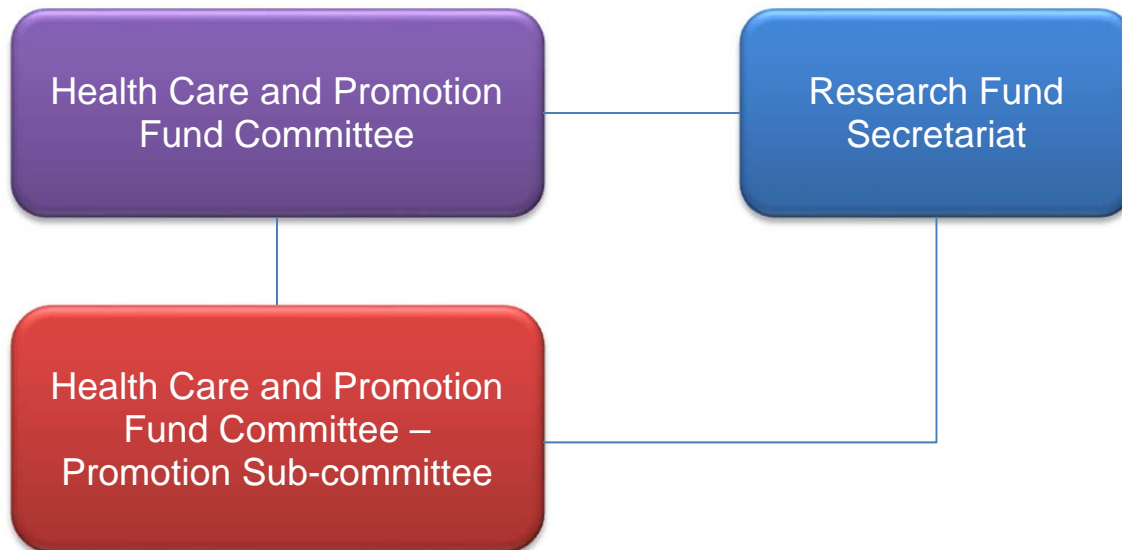 Health Care and Promotion
Fund Committee
Research Fund
Secretariat
Health Care and Promotion
Fund Committee –
Promotion Sub-committee